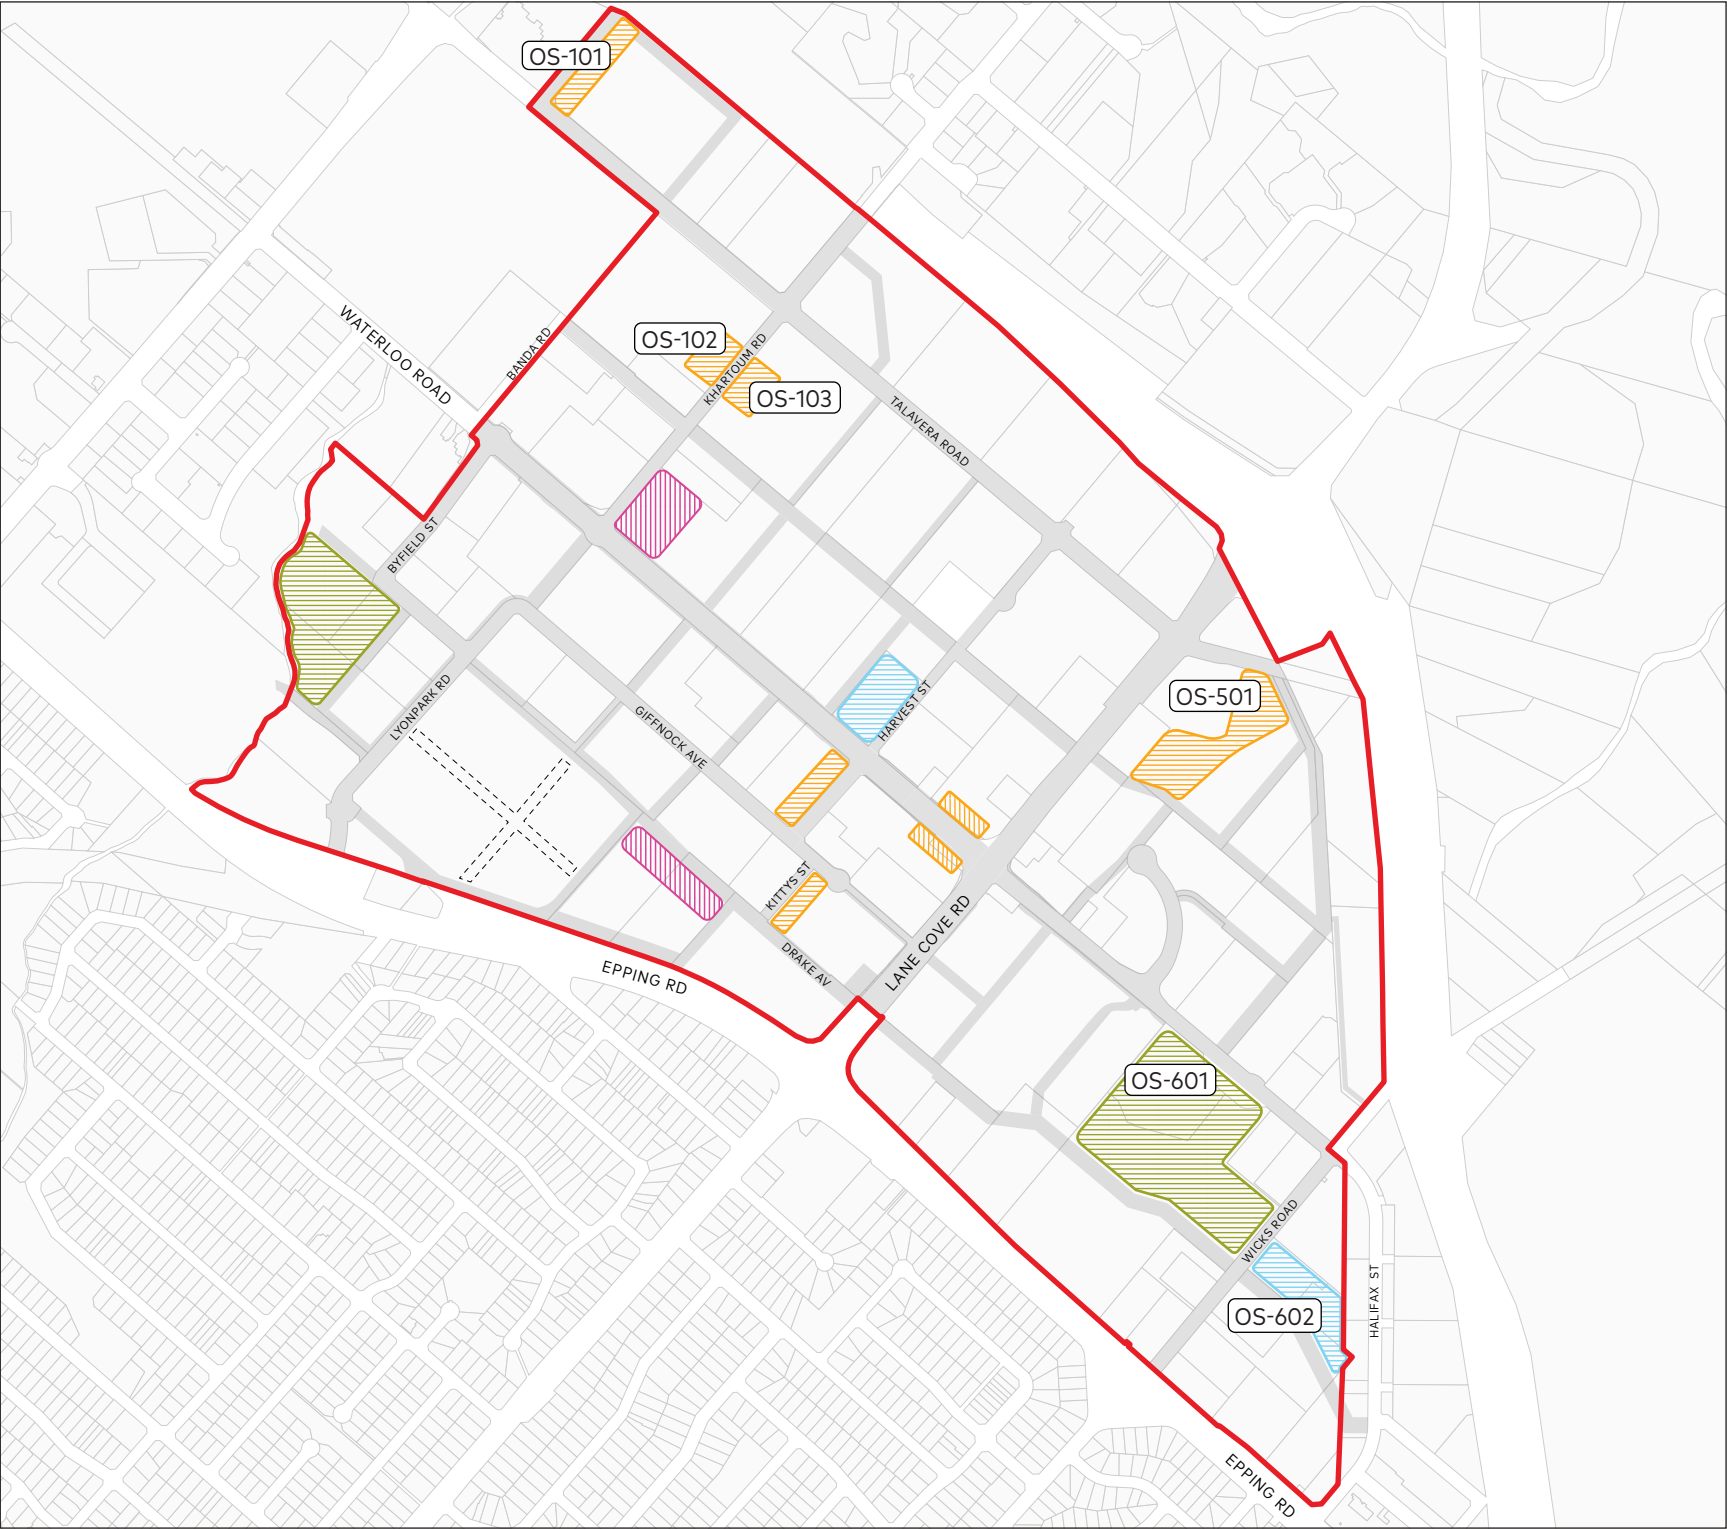 OS-101
WATERLOO ROAD
BANDA RD
OS-102
KHARTOUM RD
OS-103
TALAVERA ROAD
BYFIELD ST
LYONPARK RD
GIFFNOCK AVE
HARVEST ST
OS-501
KITTYS ST
DRAKE AV
LANE COVE RD
EPPING RD
OS-601
WICKS ROAD
OS-602
HALIFAX ST
EPPING RD